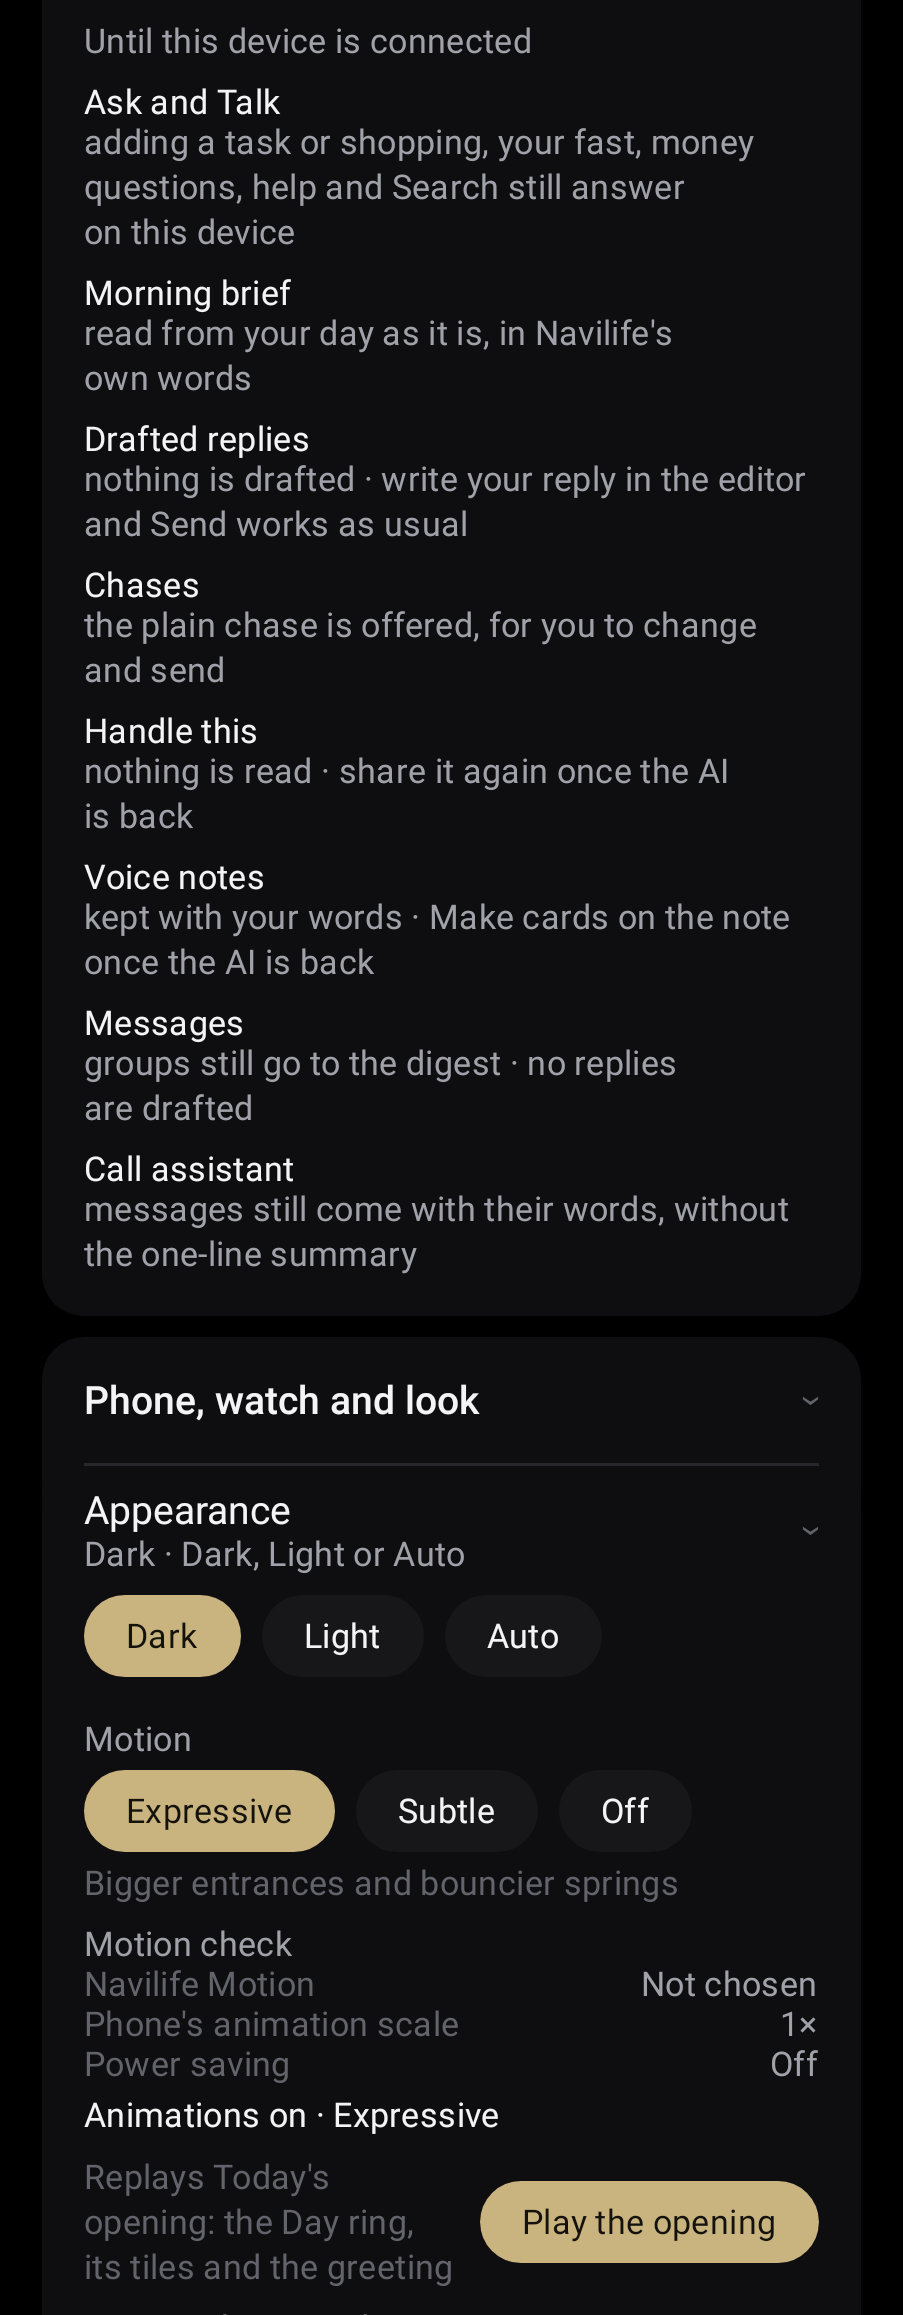 Until this device is connected
Ask and Talk
adding a task or shopping, your fast, money
questions, help and Search still answer
on this device
Morning brief
read from your day as it is, in Navilife's
own words
Drafted replies
nothing is drafted · write your reply in the editor
and Send works as usual
Chases
the plain chase is offered, for you to change
and send
Handle this
nothing is read · share it again once the AI
is back
Voice notes
kept with your words · Make cards on the note
once the AI is back
Messages
groups still go to the digest · no replies
are drafted
Call assistant
messages still come with their words, without
the one-line summary
Phone, watch and look
Appearance
Dark · Dark, Light or Auto
Dark Light Auto
Motion
Expressive Subtle Off
Bigger entrances and bouncier springs
Motion check
Navilife Motion Not chosen
Phone's animation scale 1×
Power saving Off
Animations on · Expressive
Replays Today's
opening: the Day ring,
its tiles and the greeting
Play the opening